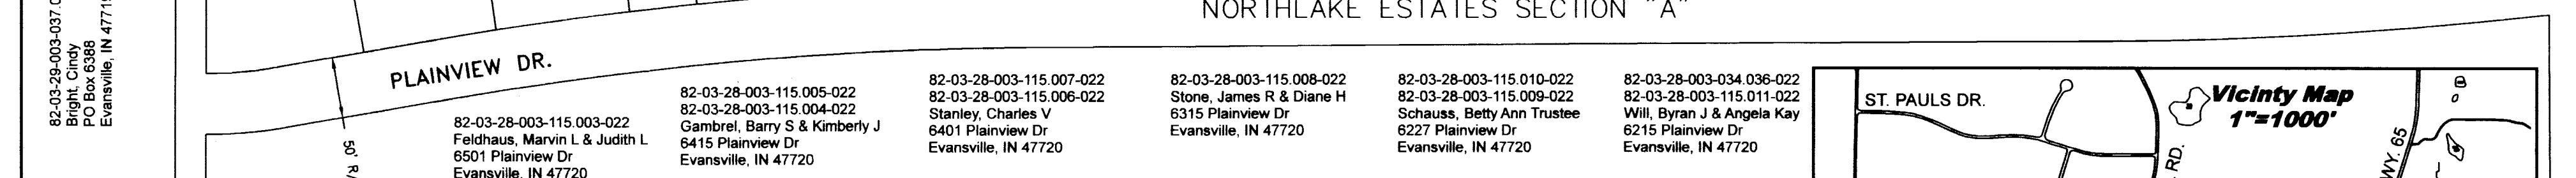 NORTHLAKE ESTATES SECTION "A"
82-03-29-003-037.0
Bright, Cindy
PO Box 6388
Evansville, IN 47719
PLAINVIEW DR.
50'
82-03-28-003-115.003-022
Feldhaus, Marvin L & Judith L
6501 Plainview Dr
Evansville, IN 47720
82-03-28-003-115.005-022
82-03-28-003-115.004-022
Gambrel, Barry S & Kimberly J
6415 Plainview Dr
Evansville, IN 47720
82-03-28-003-115.007-022
82-03-28-003-115.006-022
Stanley, Charles V
6401 Plainview Dr
Evansville, IN 47720
82-03-28-003-115.008-022
Stone, James R & Diane H
6315 Plainview Dr
Evansville, IN 47720
82-03-28-003-115.010-022
82-03-28-003-115.009-022
Schauss, Betty Ann Trustee
6227 Plainview Dr
Evansville, IN 47720
82-03-28-003-034.036-022
82-03-28-003-115.011-022
Will, Byran J & Angela Kay
6215 Plainview Dr
Evansville, IN 47720
ST. PAULS DR.
Vicinty Map
1"=1000'
RD.
WY. 65